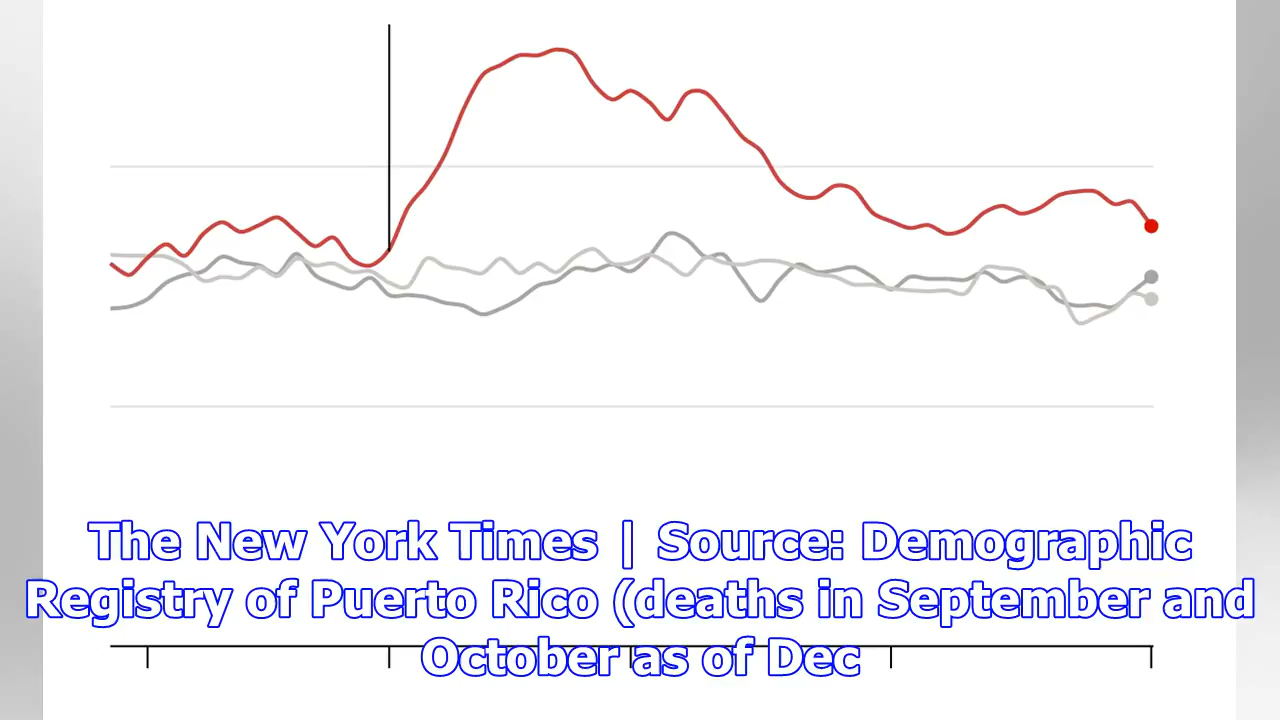 The New York Times | Source: Demographic
Registry of Puerto Rico (deaths in September and
October as of Dec